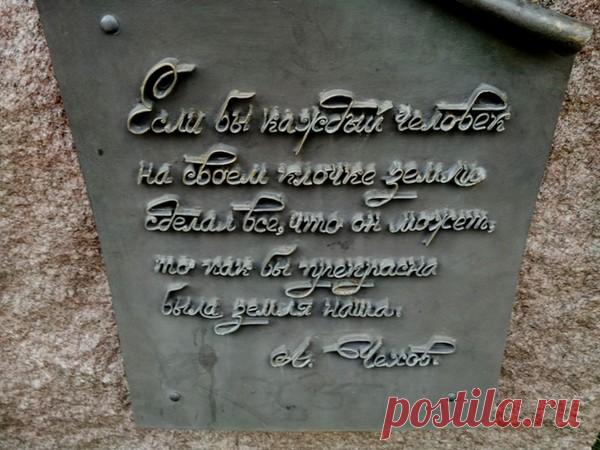 Если бы каждый человек
на своем клочке земли
сделал все, что он может,
то как бы прекрасна
была земля наша.
А. Чехов.
postila.ru